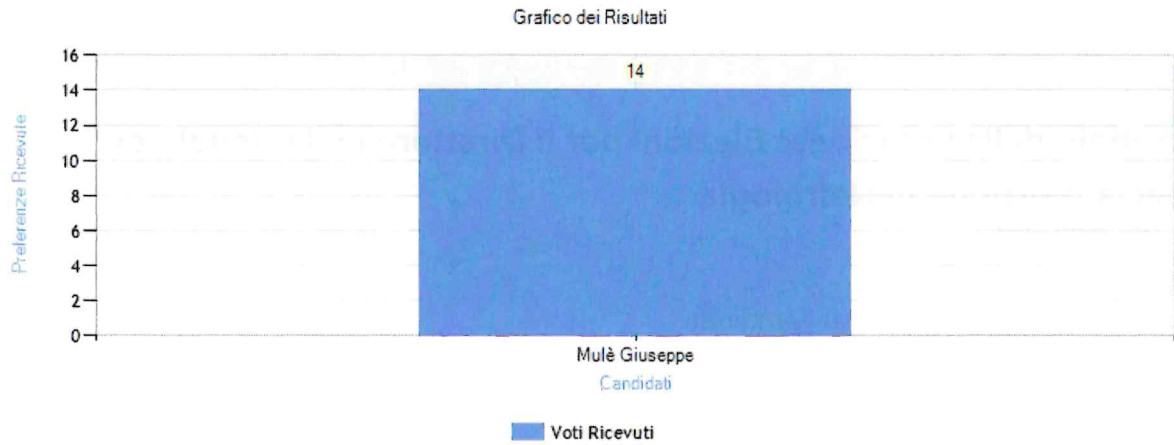 Grafico dei Risultati
16
14
14
12
10
8
6
4
2
0
Preferenze Ricevute
Mulè Giuseppe
Candidati
Voti Ricevuti